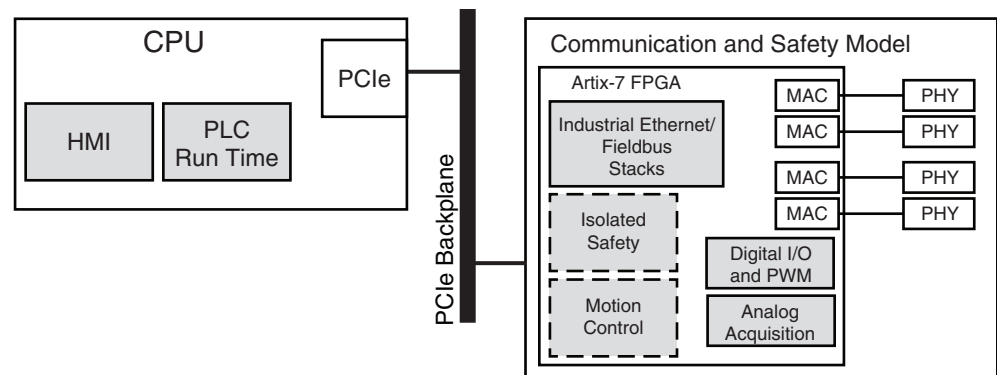 CPU
PCIe
HMI
PLC
Run Time
PCIe Backplane
Communication and Safety Model
Artix-7 FPGA
Industrial Ethernet/
Fieldbus
Stacks
Isolated
Safety
Motion
Control
MAC
PHY
MAC
PHY
MAC
PHY
MAC
PHY
Digital I/O
and PWM
Analog
Acquisition